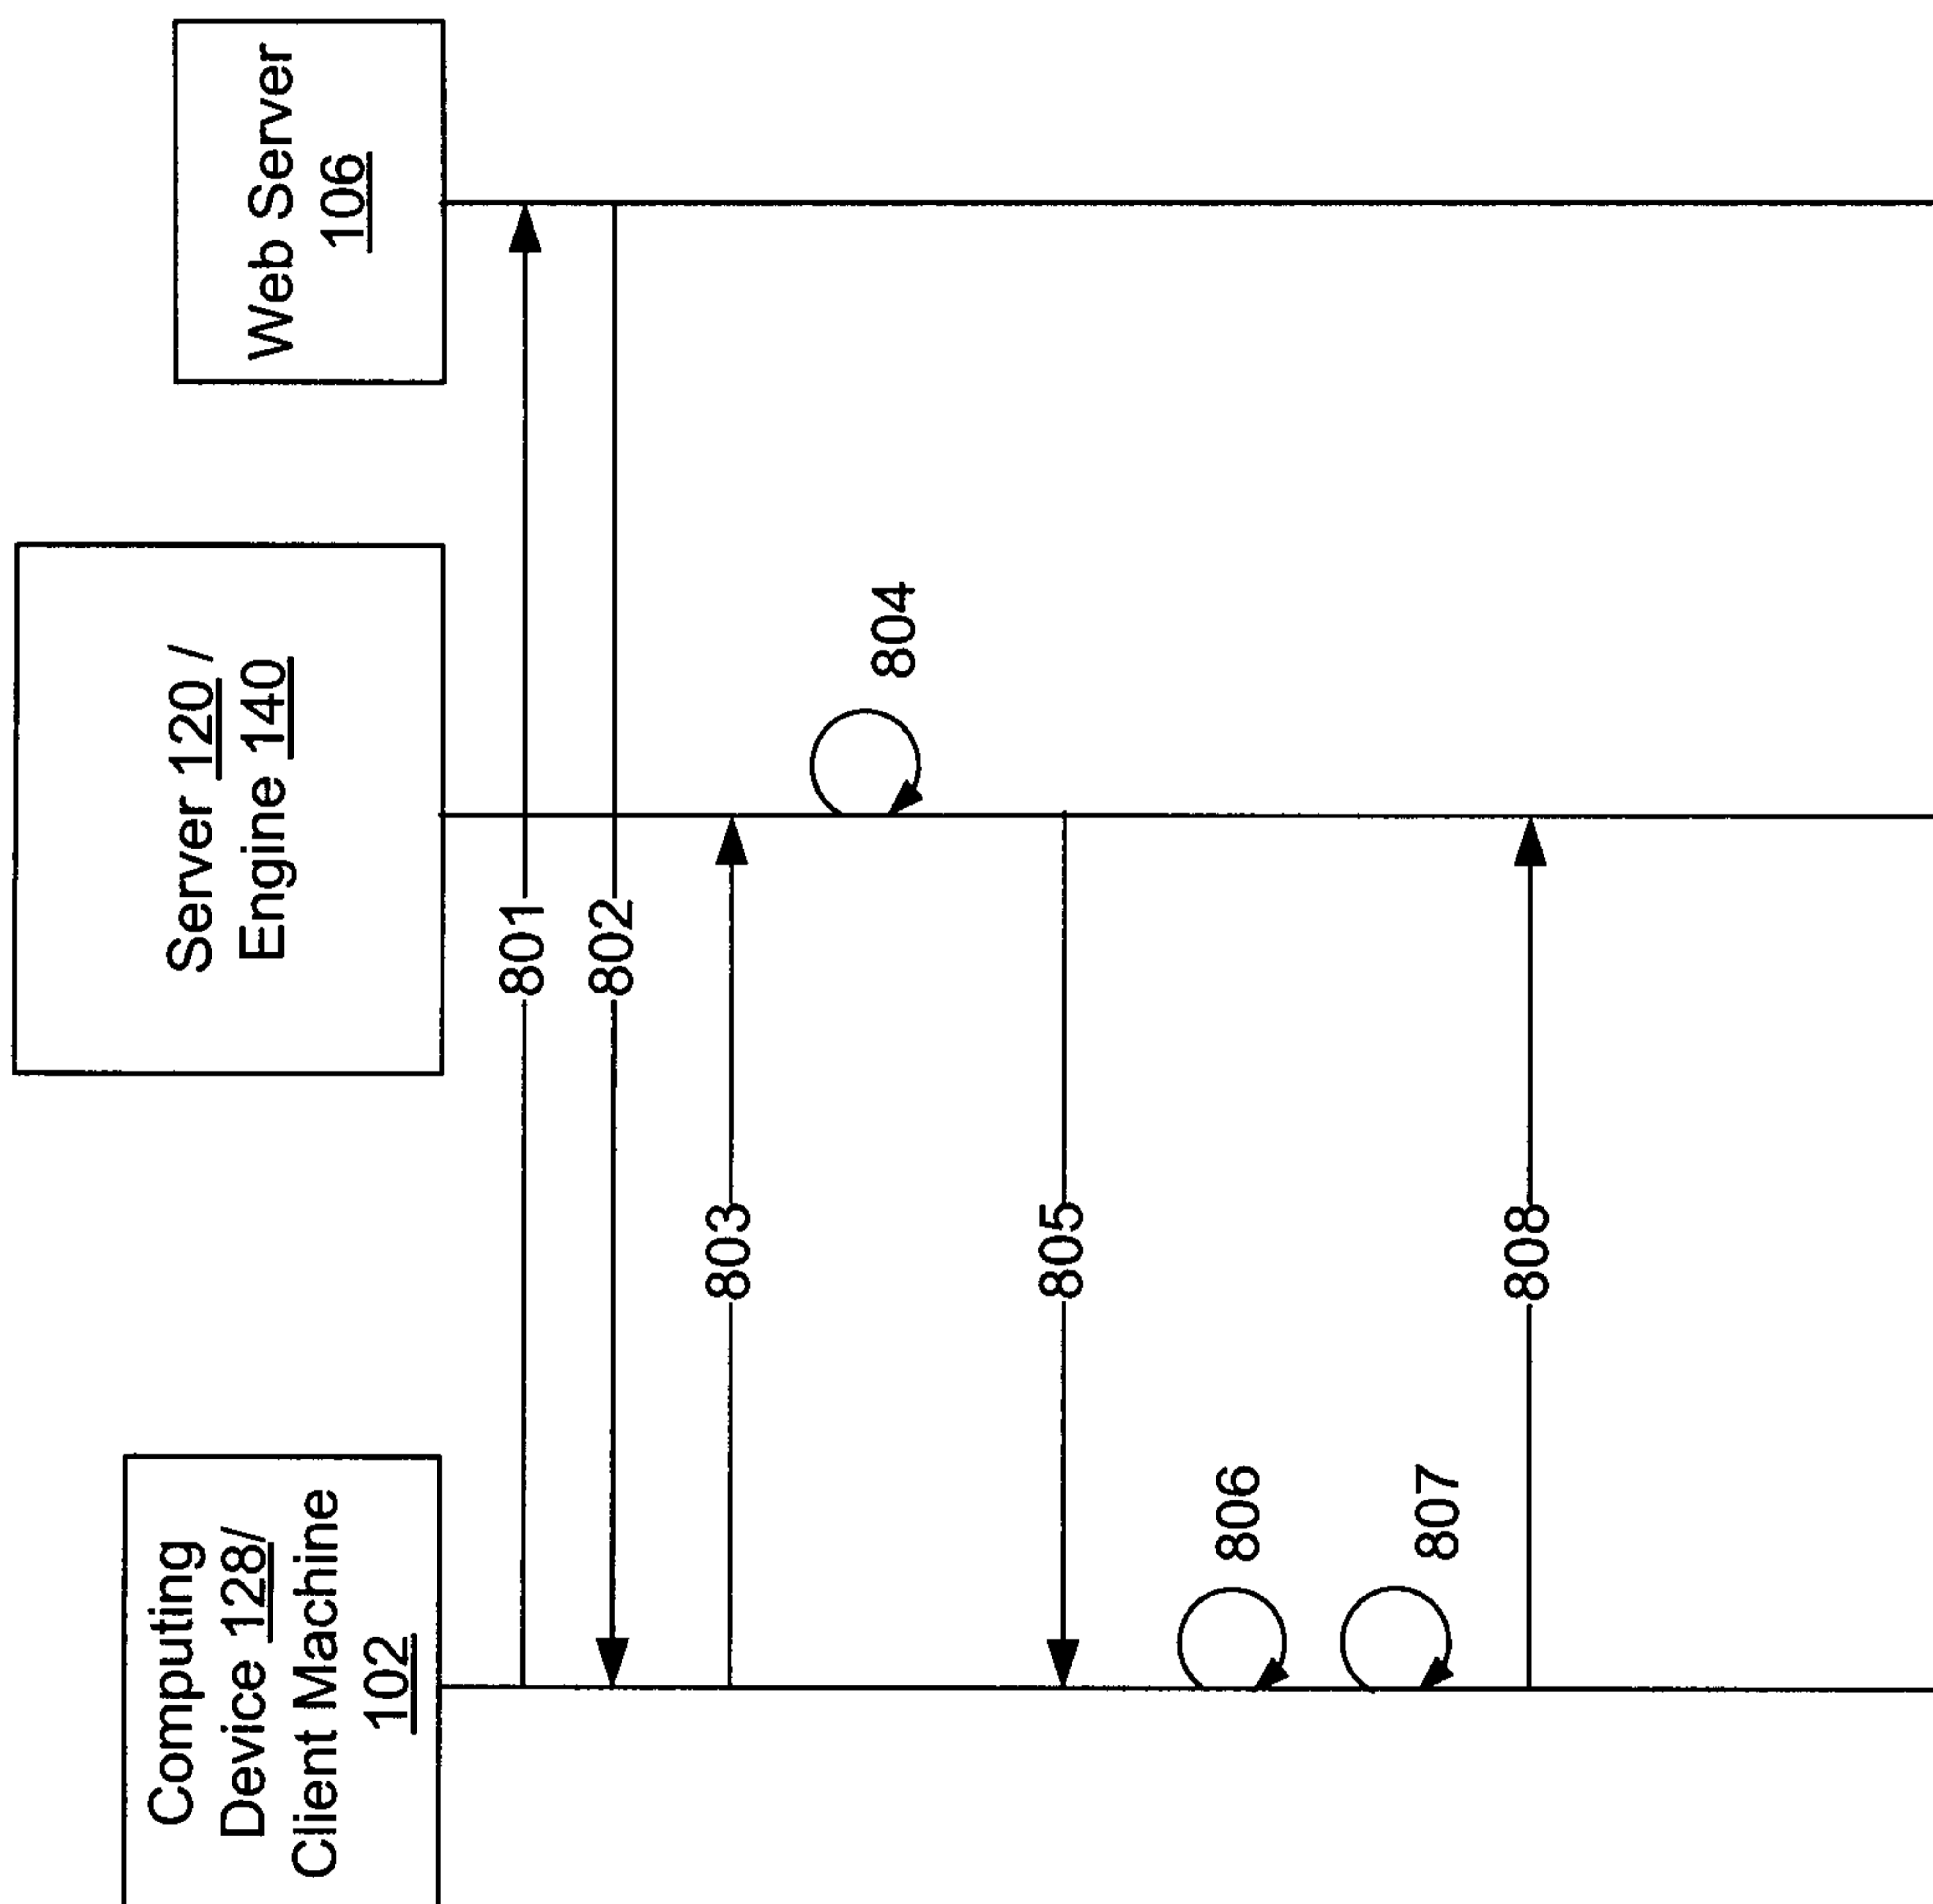 Computing
Device 128/
Client Machine
102
Server 120 /
Engine 140
Web Server
106
801
802
803
804
805
806
807
808